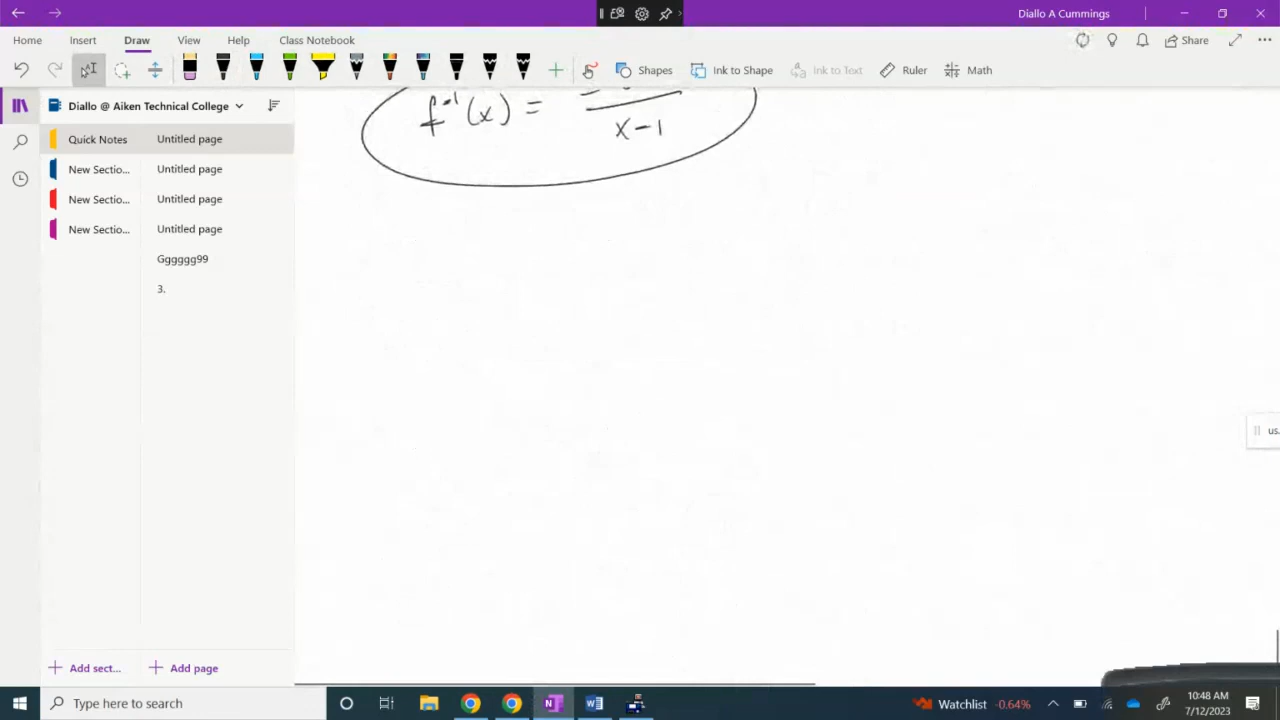 Diallo A Cummings
Home Insert Draw View Help Class Notebook
Share
Shapes Ink to Shape Ink to Text Ruler Math
Diallo @ Aiken Technical College
Quick Notes Untitled page
New Sectio... Untitled page
New Sectio... Untitled page
New Sectio... Untitled page
Gggggg99
3.
f⁻¹(x) =
x-1
us.
Add sect... Add page
Type here to search
Watchlist -0.64%
10:48 AM
7/12/2023